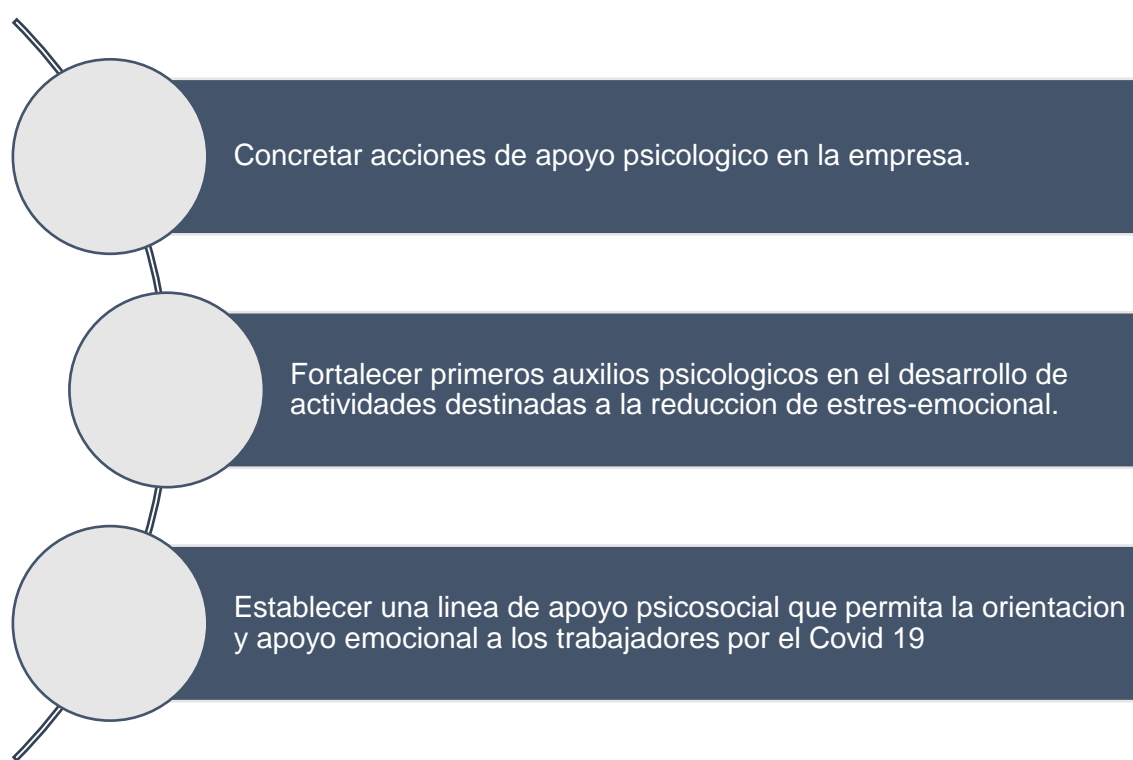 Concretar acciones de apoyo psicologico en la empresa.
Fortalecer primeros auxilios psicologicos en el desarrollo de
actividades destinadas a la reduccion de estres-emocional.
Establecer una linea de apoyo psicosocial que permita la orientacion
y apoyo emocional a los trabajadores por el Covid 19